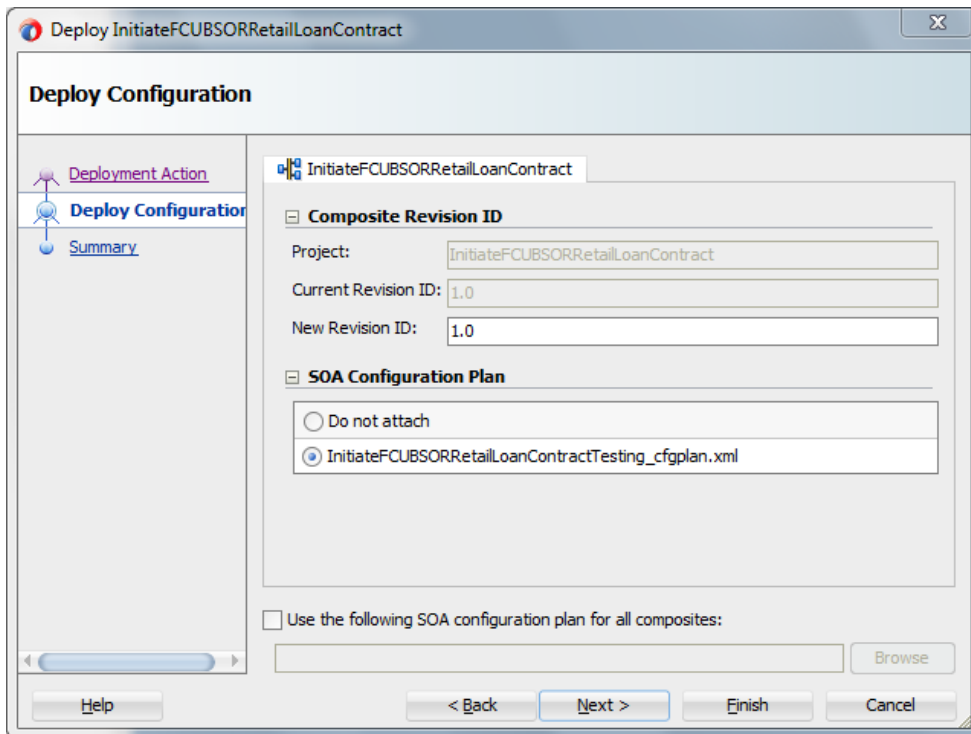 Deploy InitiateFCUBSORRetailLoanContract
Deploy Configuration
Deployment Action
Deploy Configuration
Summary
InitiateFCUBSORRetailLoanContract
Composite Revision ID
Project: InitiateFCUBSORRetailLoanContract
Current Revision ID: 1.0
New Revision ID: 1.0
SOA Configuration Plan
Do not attach
InitiateFCUBSORRetailLoanContractTesting_cfgplan.xml
Use the following SOA configuration plan for all composites:
Browse
Help < Back Next > Finish Cancel